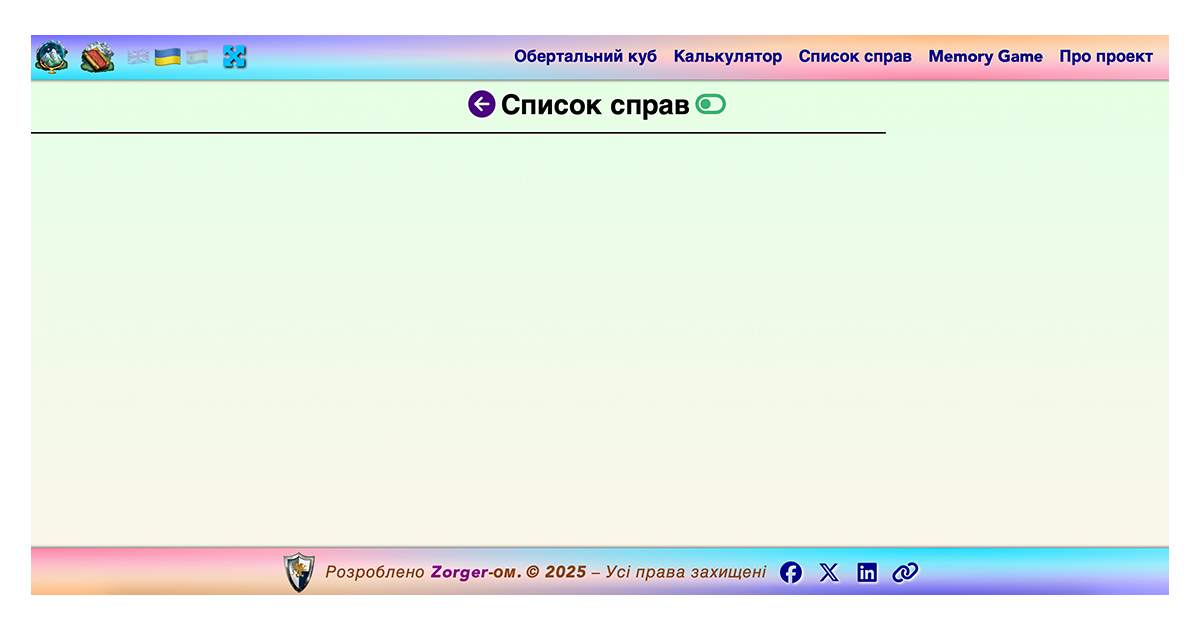 Обертальний куб Калькулятор Список справ Memory Game Про проект
Список справ
Розроблено Zorger-ом. © 2025 – Усі права захищені